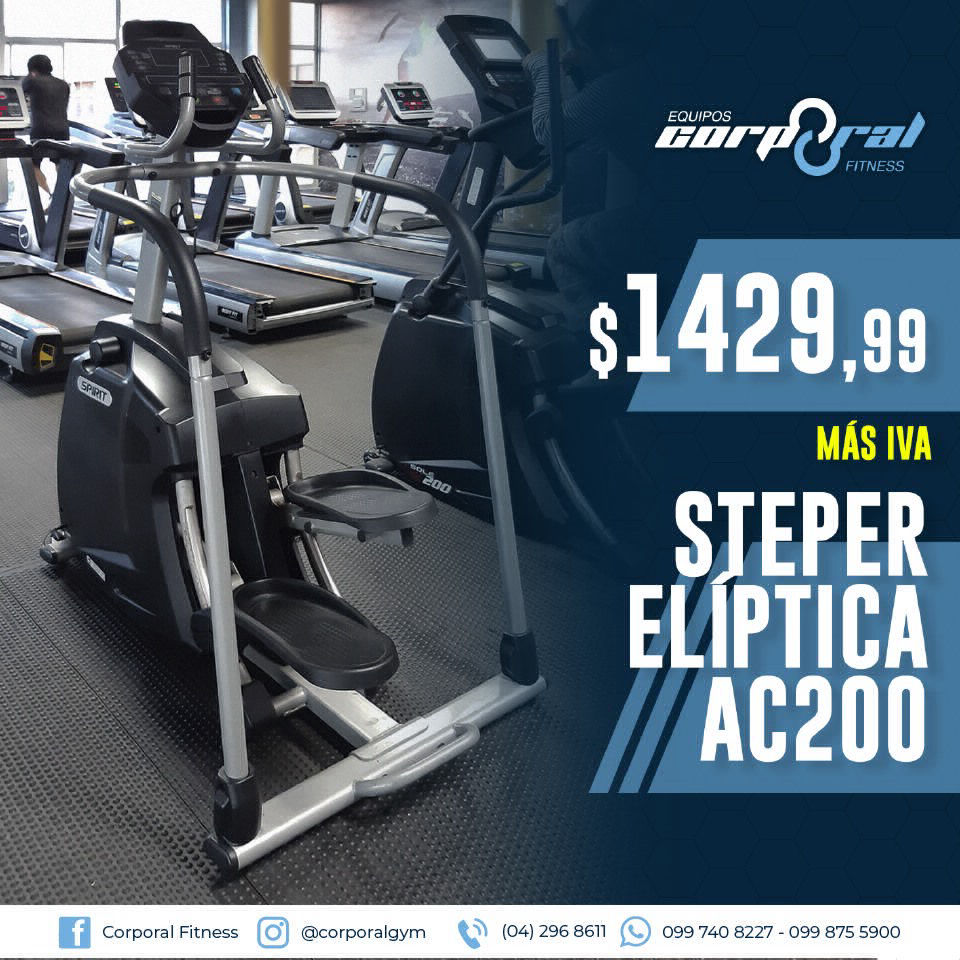 EQUIPOS
corporal
FITNESS
$1429,99
MÁS IVA
STEPER
ELÍPTICA
AC200
SPIRIT
SOLE
200
Corporal Fitness
@corporalgym
(04) 296 8611
099 740 8227 - 099 875 5900